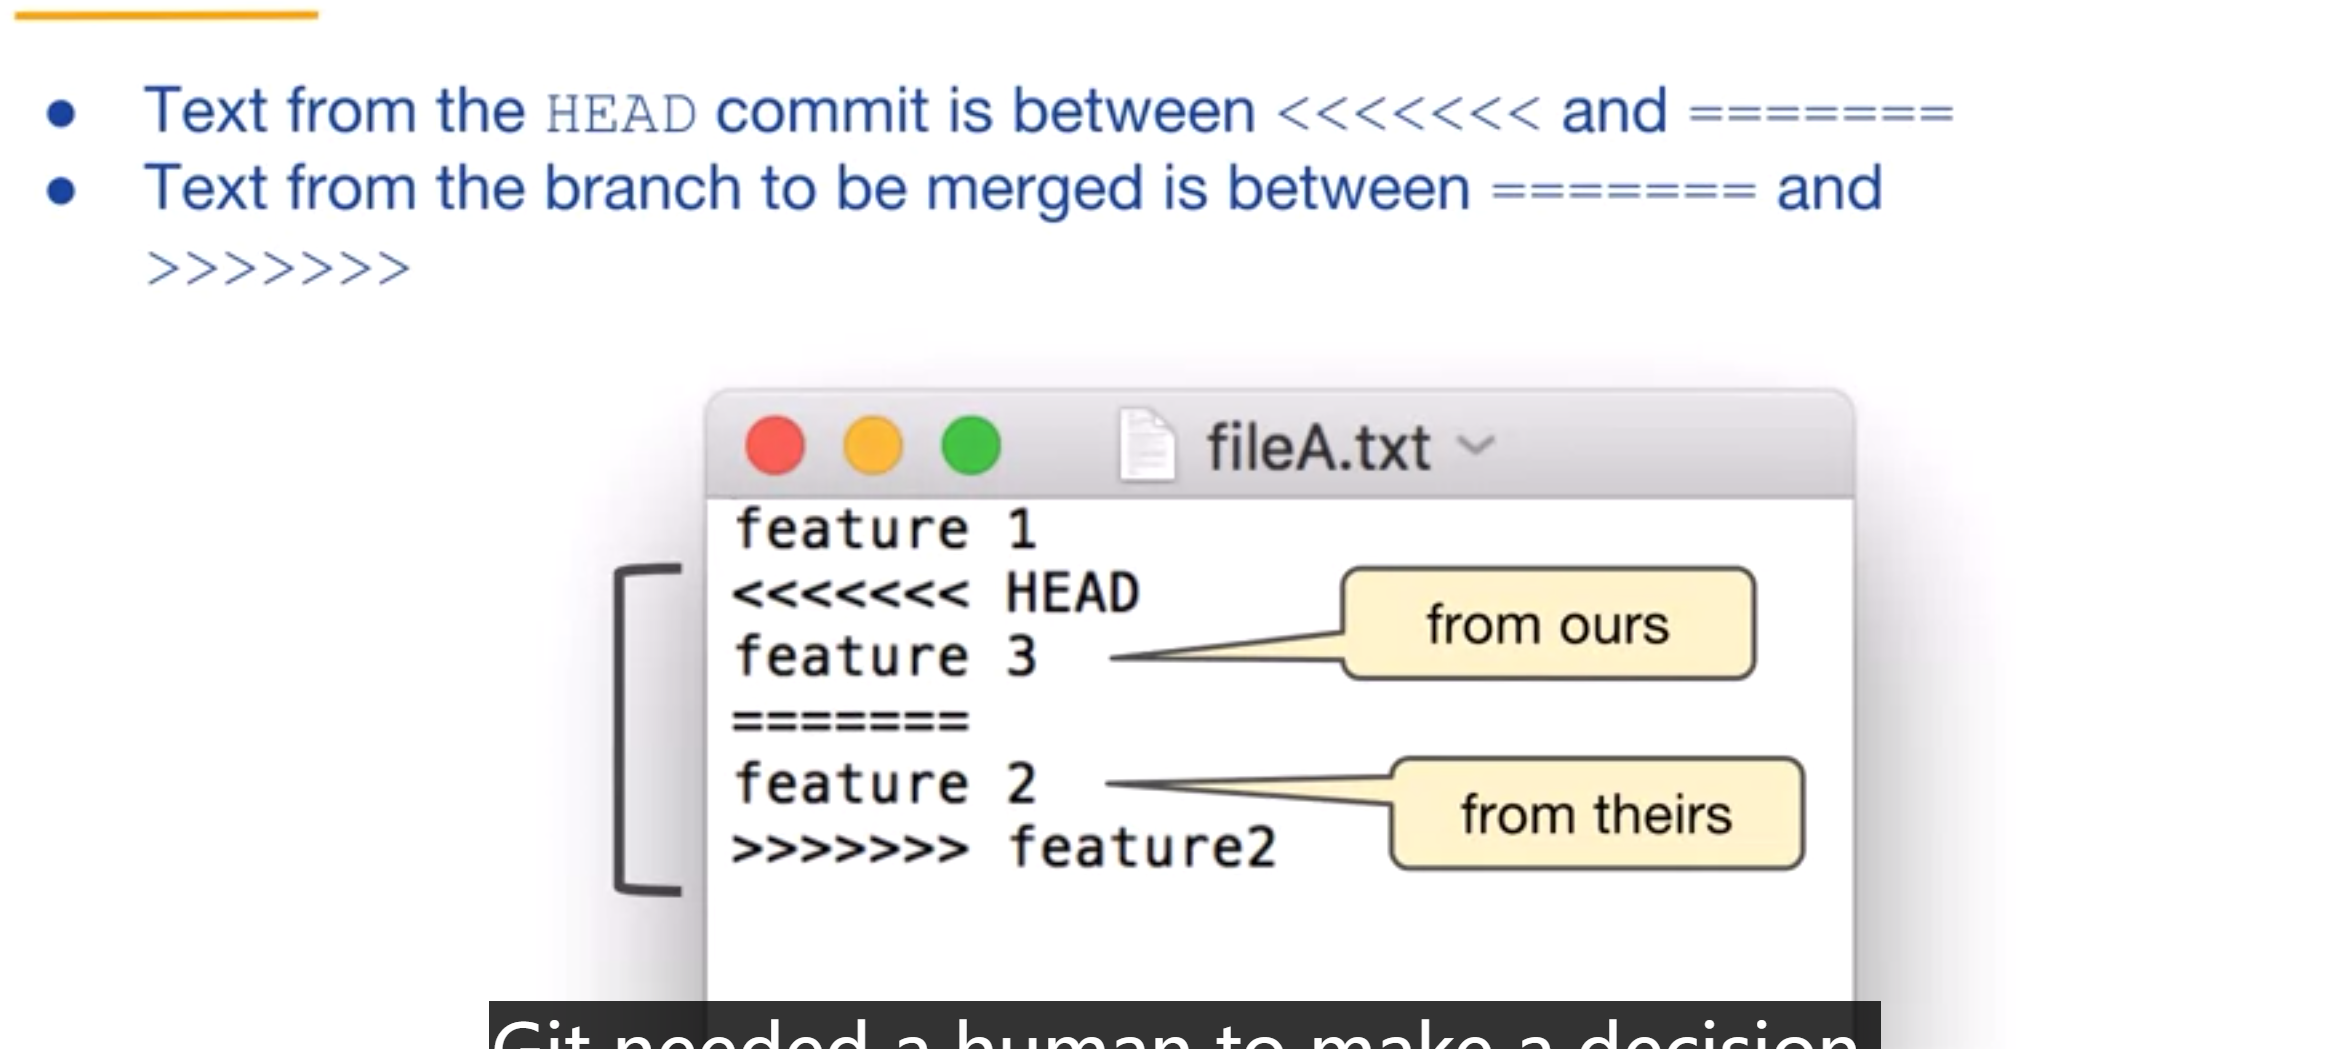 ● Text from the HEAD commit is between <<<<<<< and =======
● Text from the branch to be merged is between ======= and
>>>>>>>
fileA.txt
feature 1
<<<<<<< HEAD
feature 3
from ours
=======
feature 2
from theirs
>>>>>>> feature2
Git needed a human to make a decision